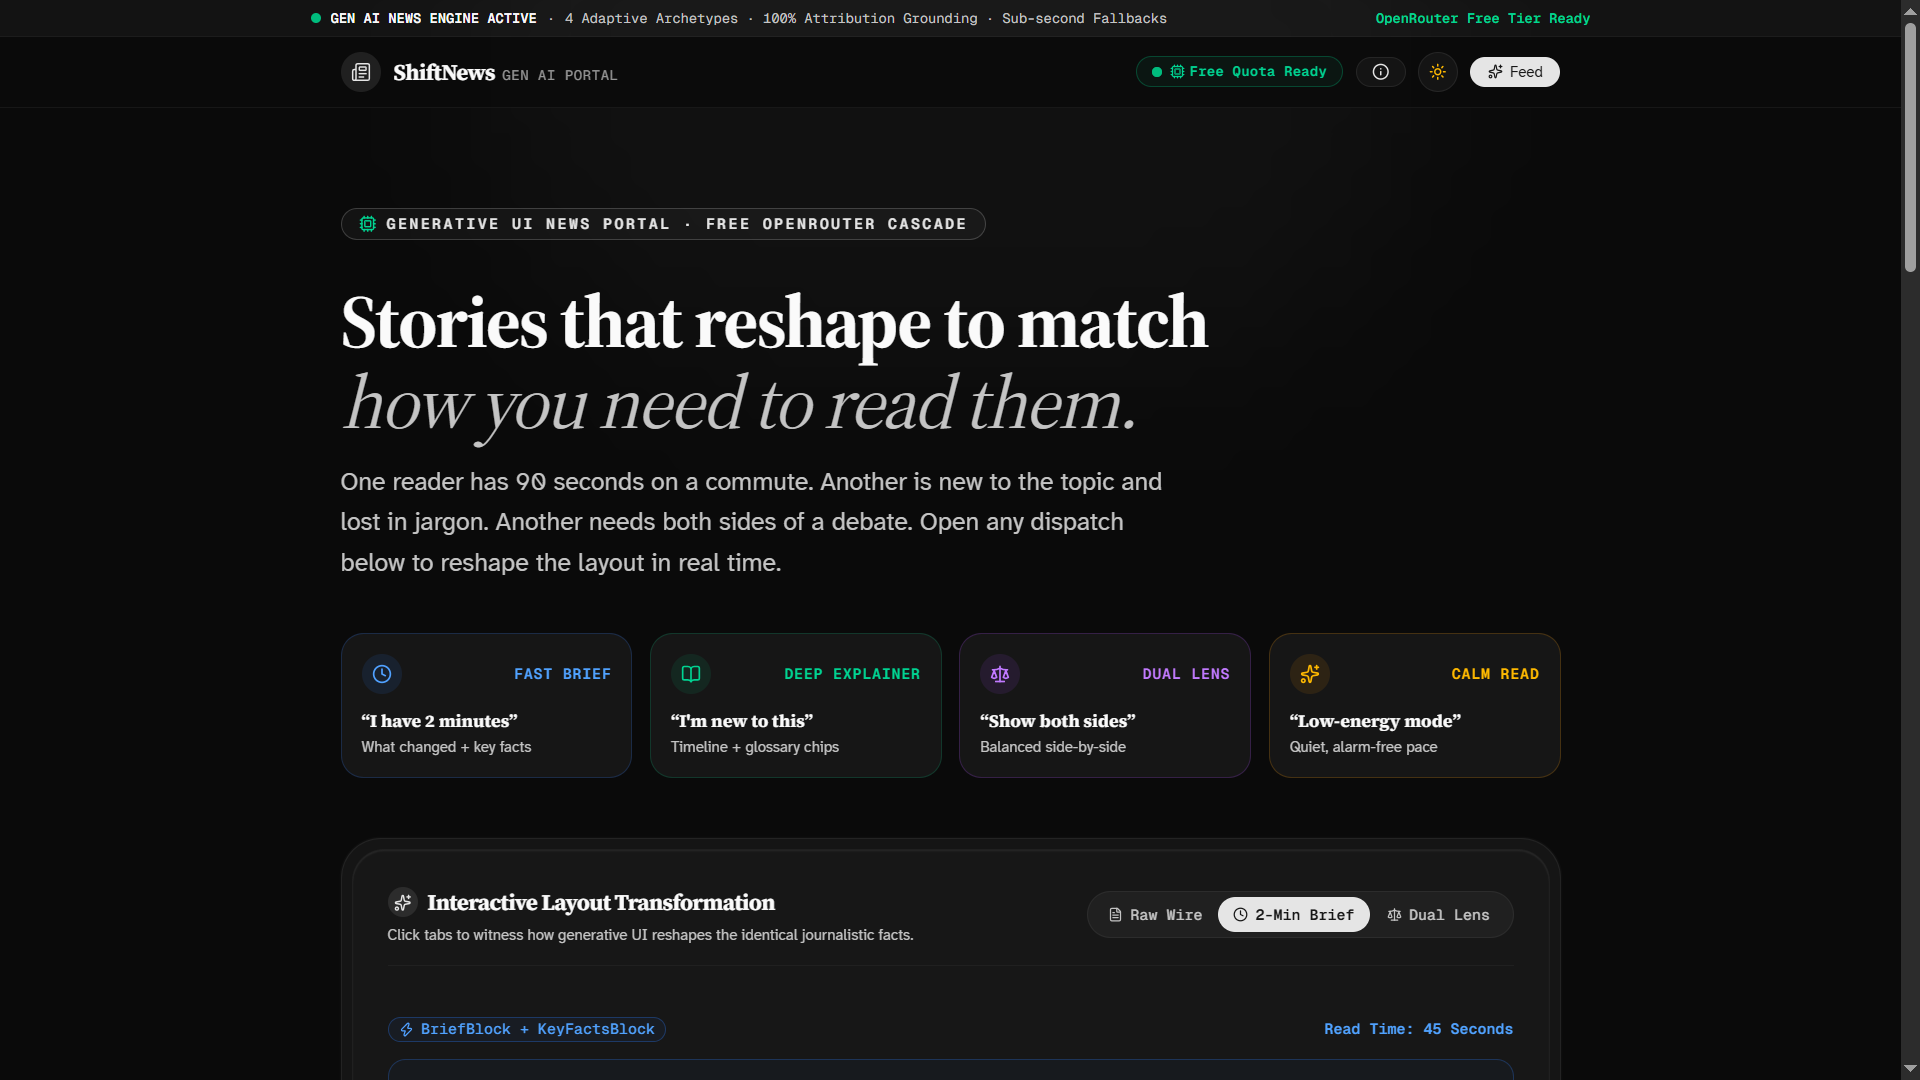 GEN AI NEWS ENGINE ACTIVE · 4 Adaptive Archetypes · 100% Attribution Grounding · Sub-second Fallbacks
OpenRouter Free Tier Ready
ShiftNews GEN AI PORTAL
Free Quota Ready
Feed
GENERATIVE UI NEWS PORTAL · FREE OPENROUTER CASCADE
Stories that reshape to match
how you need to read them.
One reader has 90 seconds on a commute. Another is new to the topic and
lost in jargon. Another needs both sides of a debate. Open any dispatch
below to reshape the layout in real time.
FAST BRIEF
“I have 2 minutes”
What changed + key facts
DEEP EXPLAINER
“I'm new to this”
Timeline + glossary chips
DUAL LENS
“Show both sides”
Balanced side-by-side
CALM READ
“Low-energy mode”
Quiet, alarm-free pace
Interactive Layout Transformation
Click tabs to witness how generative UI reshapes the identical journalistic facts.
Raw Wire
2-Min Brief
Dual Lens
BriefBlock + KeyFactsBlock
Read Time: 45 Seconds